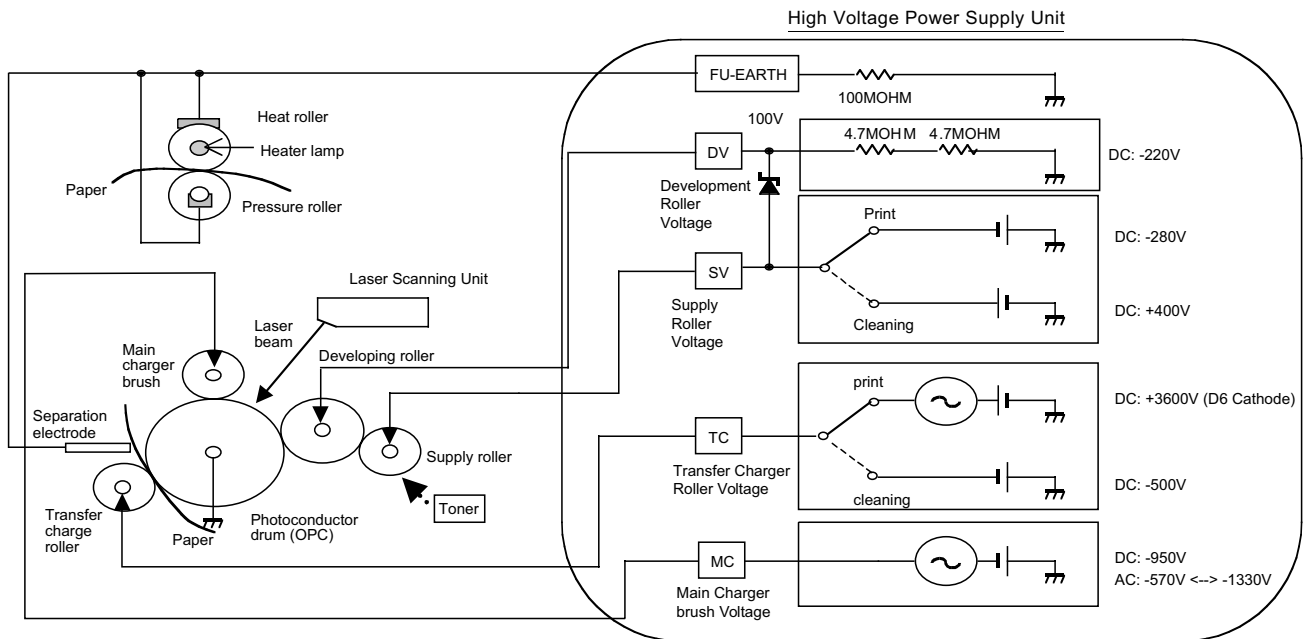 High Voltage Power Supply Unit
FU-EARTH
100MOHM
Heat roller
Heater lamp
Paper
Pressure roller
100V
DV
4.7MOHM 4.7MOHM
DC: -220V
Development
Roller
Voltage
Print
DC: -280V
SV
Supply
Roller
Voltage
Cleaning
DC: +400V
Laser Scanning Unit
Laser
beam
Main
charger
brush
Developing roller
Separation
electrode
Supply roller
Toner
Transfer
charge
roller
Paper
Photoconductor
drum (OPC)
print
DC: +3600V (D6 Cathode)
TC
Transfer Charger
Roller Voltage
cleaning
DC: -500V
MC
Main Charger
brush Voltage
DC: -950V
AC: -570V <--> -1330V